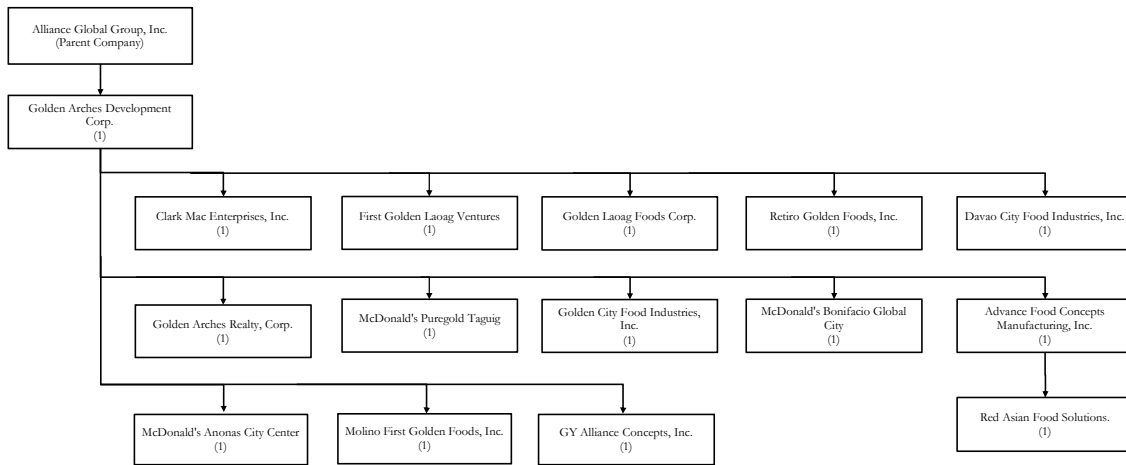 Alliance Global Group, Inc.
(Parent Company)
Golden Arches Development
Corp.
(1)
Clark Mac Enterprises, Inc.
(1)
First Golden Laoag Ventures
(1)
Golden Laoag Foods Corp.
(1)
Retiro Golden Foods, Inc.
(1)
Davao City Food Industries, Inc.
(1)
Golden Arches Realty, Corp.
(1)
McDonald's Puregold Taguig
(1)
Golden City Food Industries,
Inc.
(1)
McDonald's Bonifacio Global
City
(1)
Advance Food Concepts
Manufacturing, Inc.
(1)
McDonald's Anonas City Center
(1)
Molino First Golden Foods, Inc.
(1)
GY Alliance Concepts, Inc.
(1)
Red Asian Food Solutions.
(1)